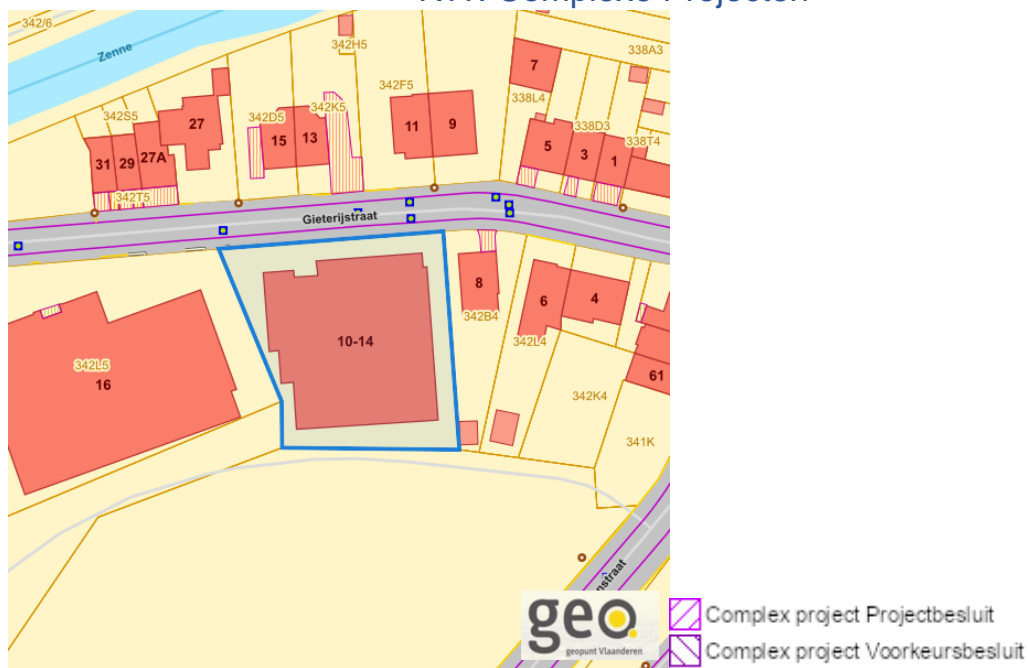 342/6
Zenne
342H5
338A3
7
342F5
338L4
342S5
27
342D5
342K5
15
13
11
9
338D3
338T4
5
3
1
31
29
27A
342T5
Gieterijstraat
8
6
4
342B4
342L4
10-14
342L5
16
61
342K4
341K
nstraat
geo
geopunt Vlaanderen
Complex project Projectbesluit
Complex project Voorkeursbesluit